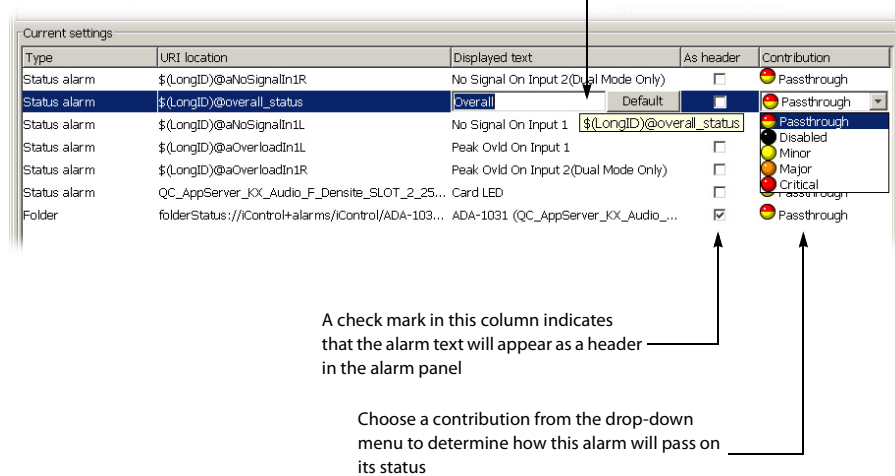 Current settings
Type URI location Displayed text As header Contribution
Status alarm $(LongID)@aNoSignalIn1R No Signal On Input 2(Dual Mode Only) Passthrough
Status alarm $(LongID)@overall_status Overall Default Passthrough
Status alarm $(LongID)@aNoSignalIn1L No Signal On Input 1 $(LongID)@overall_status Passthrough
Disabled
Status alarm $(LongID)@aOverloadIn1L Peak Ovld On Input 1 Minor
Status alarm $(LongID)@aOverloadIn1R Peak Ovld On Input 2(Dual Mode Only) Major
Critical
Status alarm QC_AppServer_KX_Audio_F_Densite_SLOT_2_25... Card LED Passthrough
Folder folderStatus://iControl+alarms/iControl/ADA-103... ADA-1031 (QC_AppServer_KX_Audio_... Passthrough
A check mark in this column indicates
that the alarm text will appear as a header
in the alarm panel
Choose a contribution from the drop-down
menu to determine how this alarm will pass on
its status